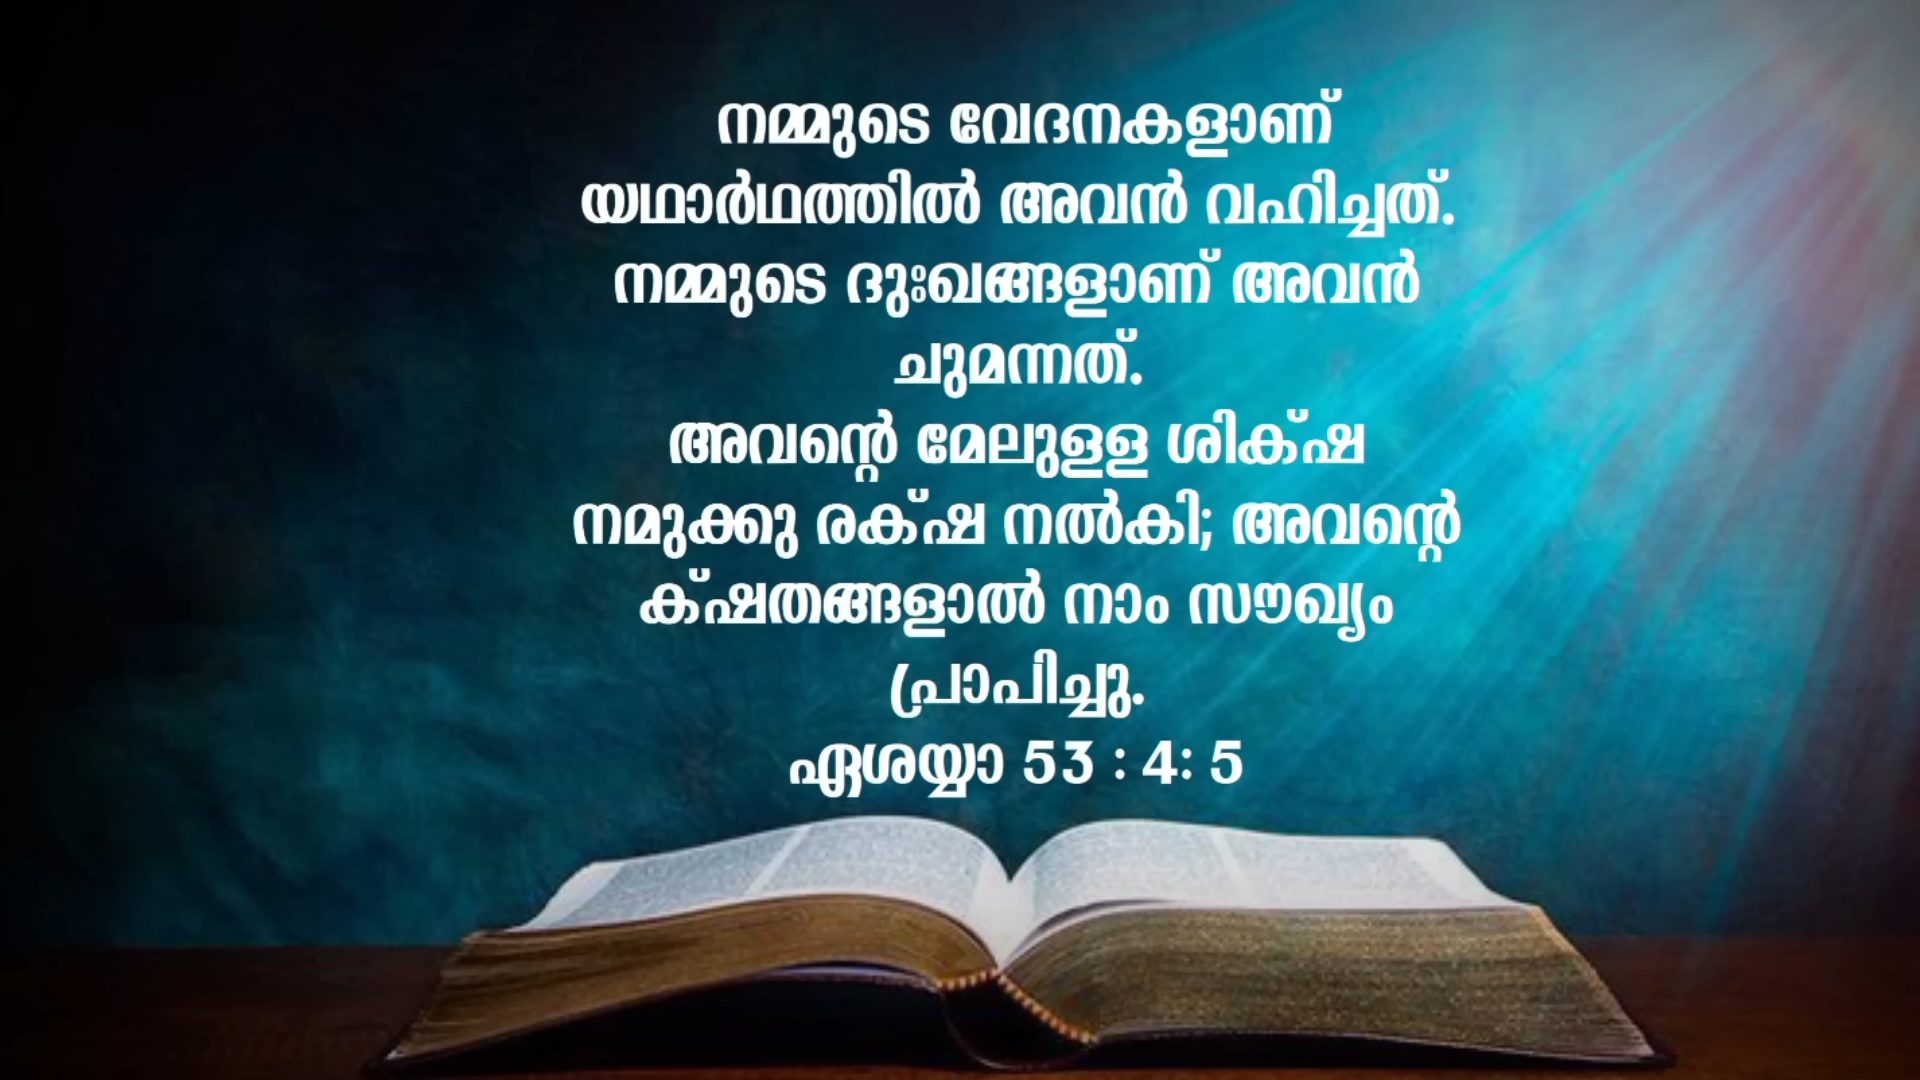 നമ്മുടെ വേദനകളാണ്
യഥാർഥത്തിൽ അവൻ വഹിച്ചത്.
നമ്മുടെ ദുഃഖങ്ങളാണ് അവൻ
ചുമന്നത്.
അവന്റെ മേലുളള ശിക്‌ഷ
നമുക്കു രക്‌ഷ നൽകി; അവന്റെ
ക്‌ഷതങ്ങളാൽ നാം സൗഖ്യം
പ്രാപിച്ചു.
ഏശയ്യാ 53 : 4: 5